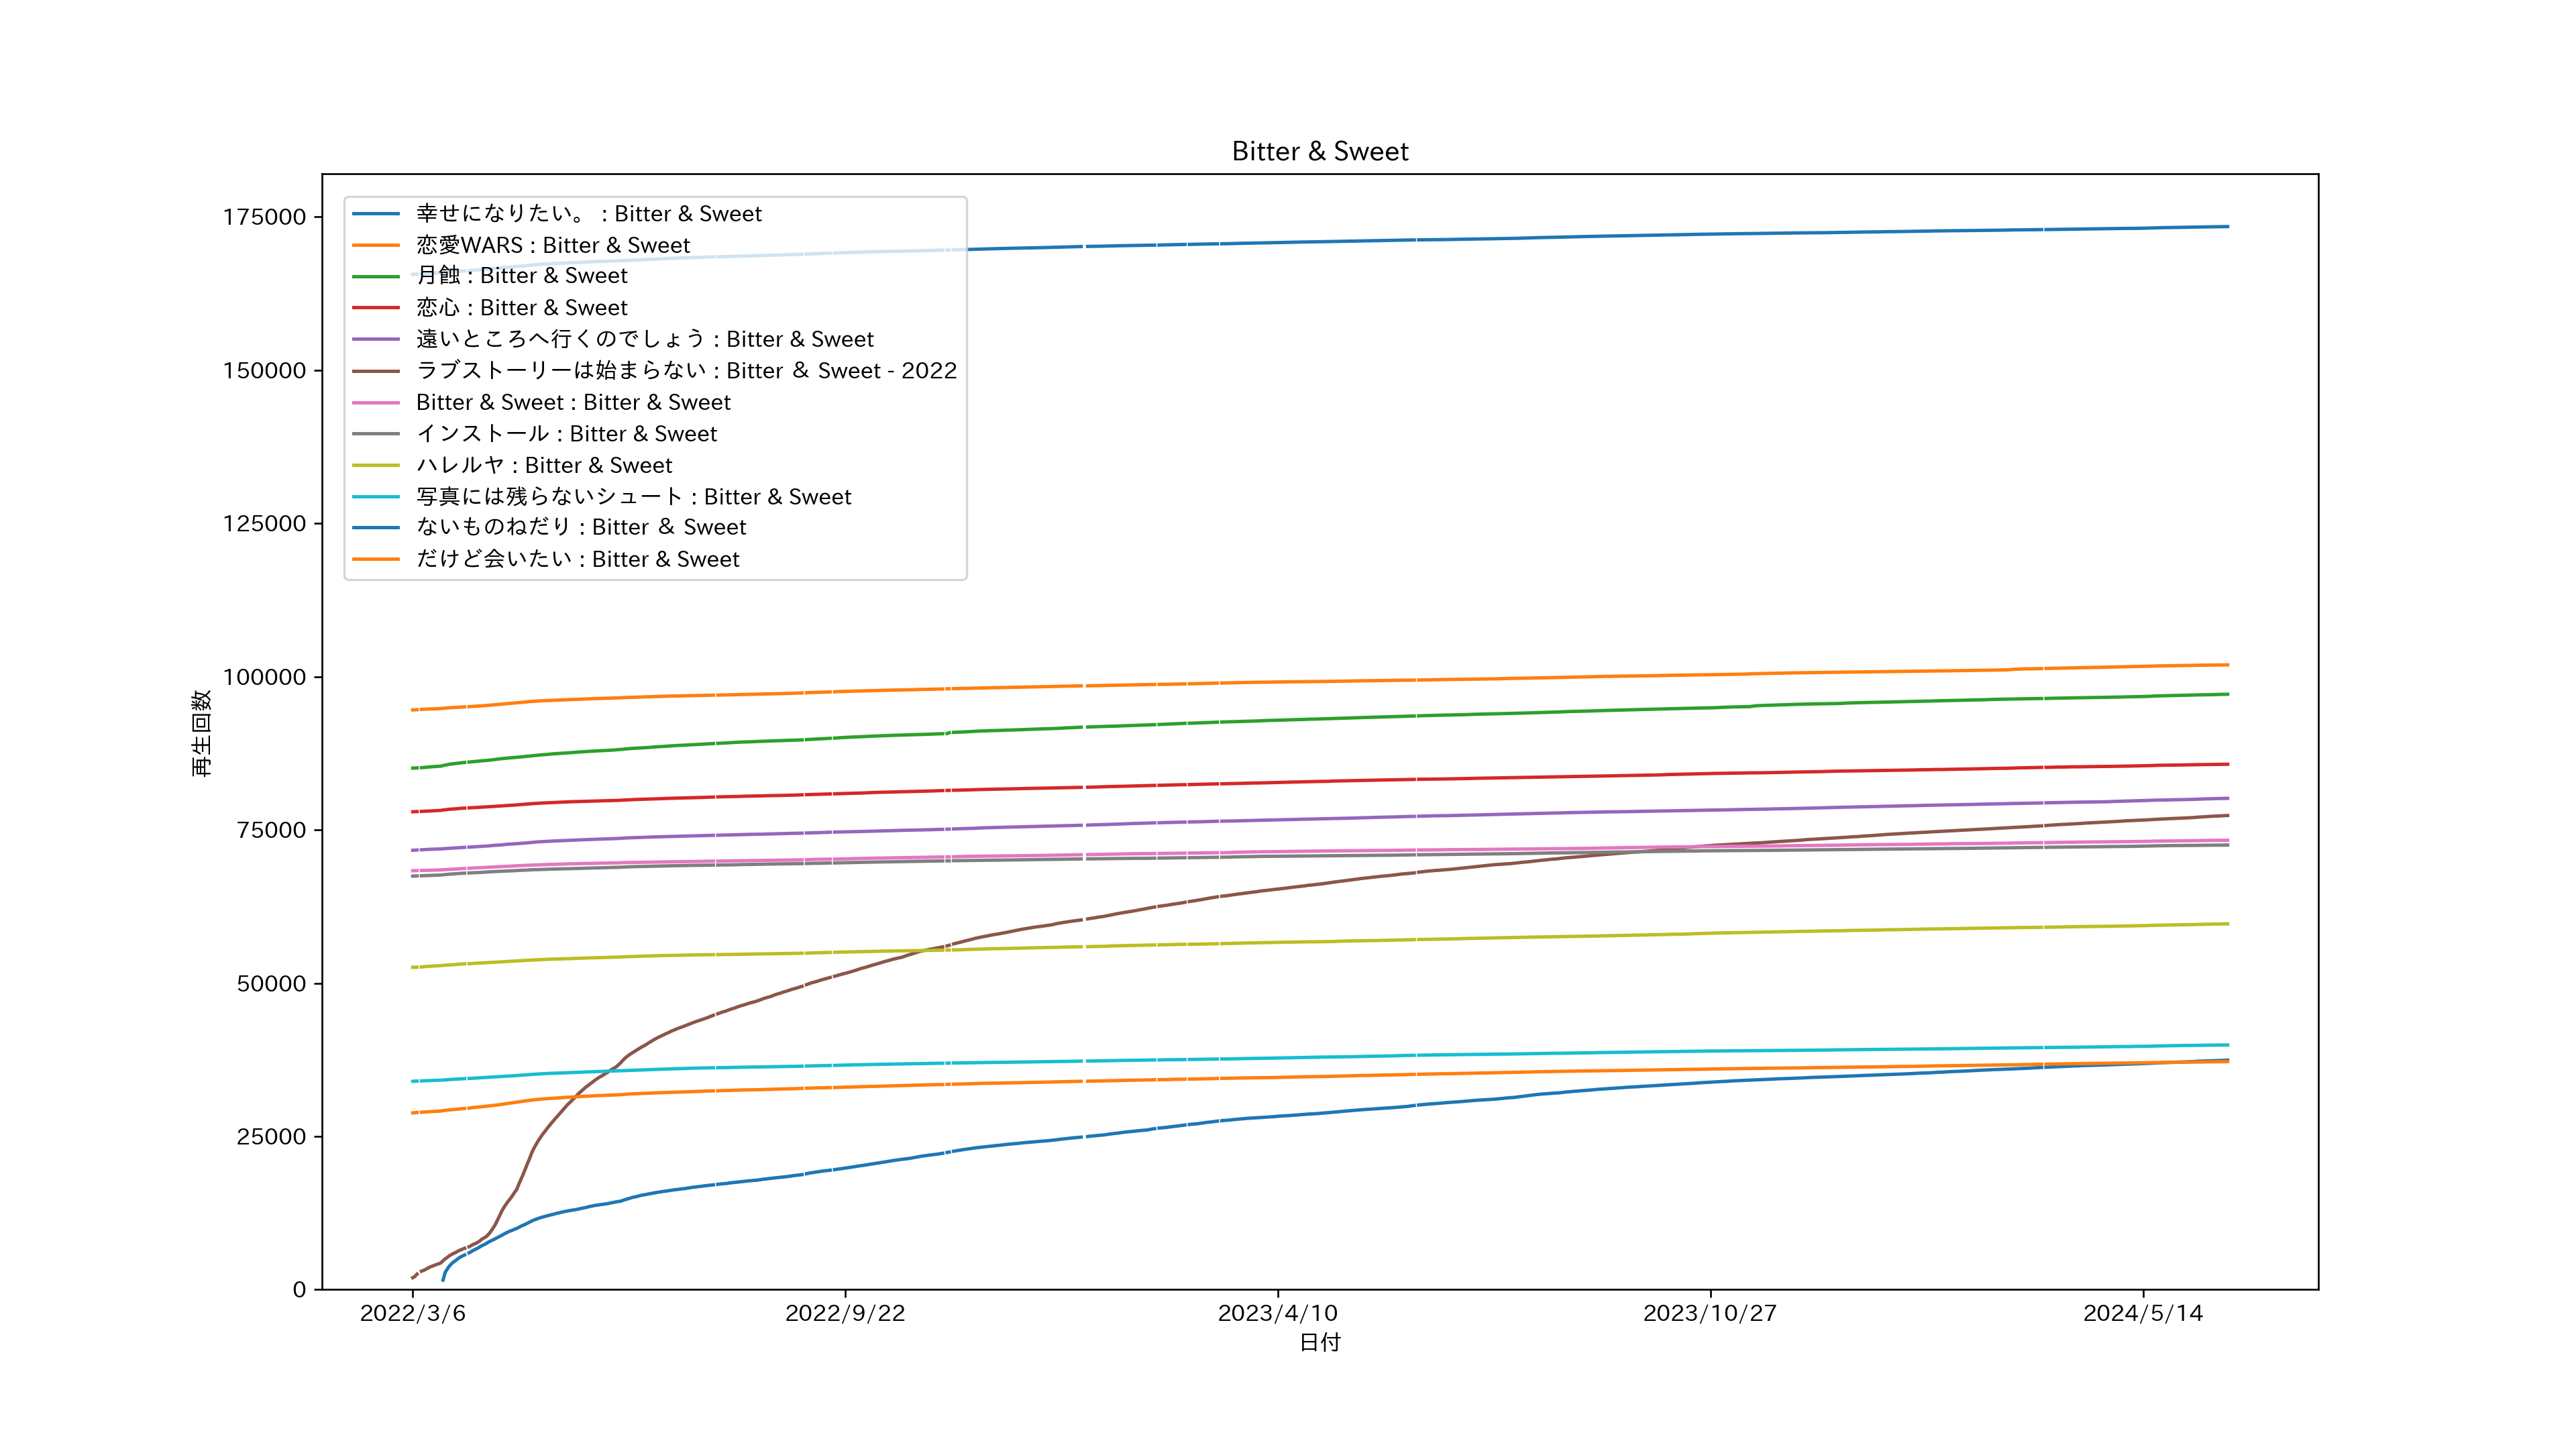 Bitter & Sweet
175000
150000
125000
100000
75000
50000
25000
0
再生回数
幸せになりたい。 : Bitter & Sweet
恋愛WARS : Bitter & Sweet
月蝕 : Bitter & Sweet
恋心 : Bitter & Sweet
遠いところへ行くのでしょう : Bitter & Sweet
ラブストーリーは始まらない : Bitter ＆ Sweet - 2022
Bitter & Sweet : Bitter & Sweet
インストール : Bitter & Sweet
ハレルヤ : Bitter & Sweet
写真には残らないシュート : Bitter & Sweet
ないものねだり : Bitter ＆ Sweet
だけど会いたい : Bitter & Sweet
2022/3/6
2022/9/22
2023/4/10
2023/10/27
2024/5/14
日付